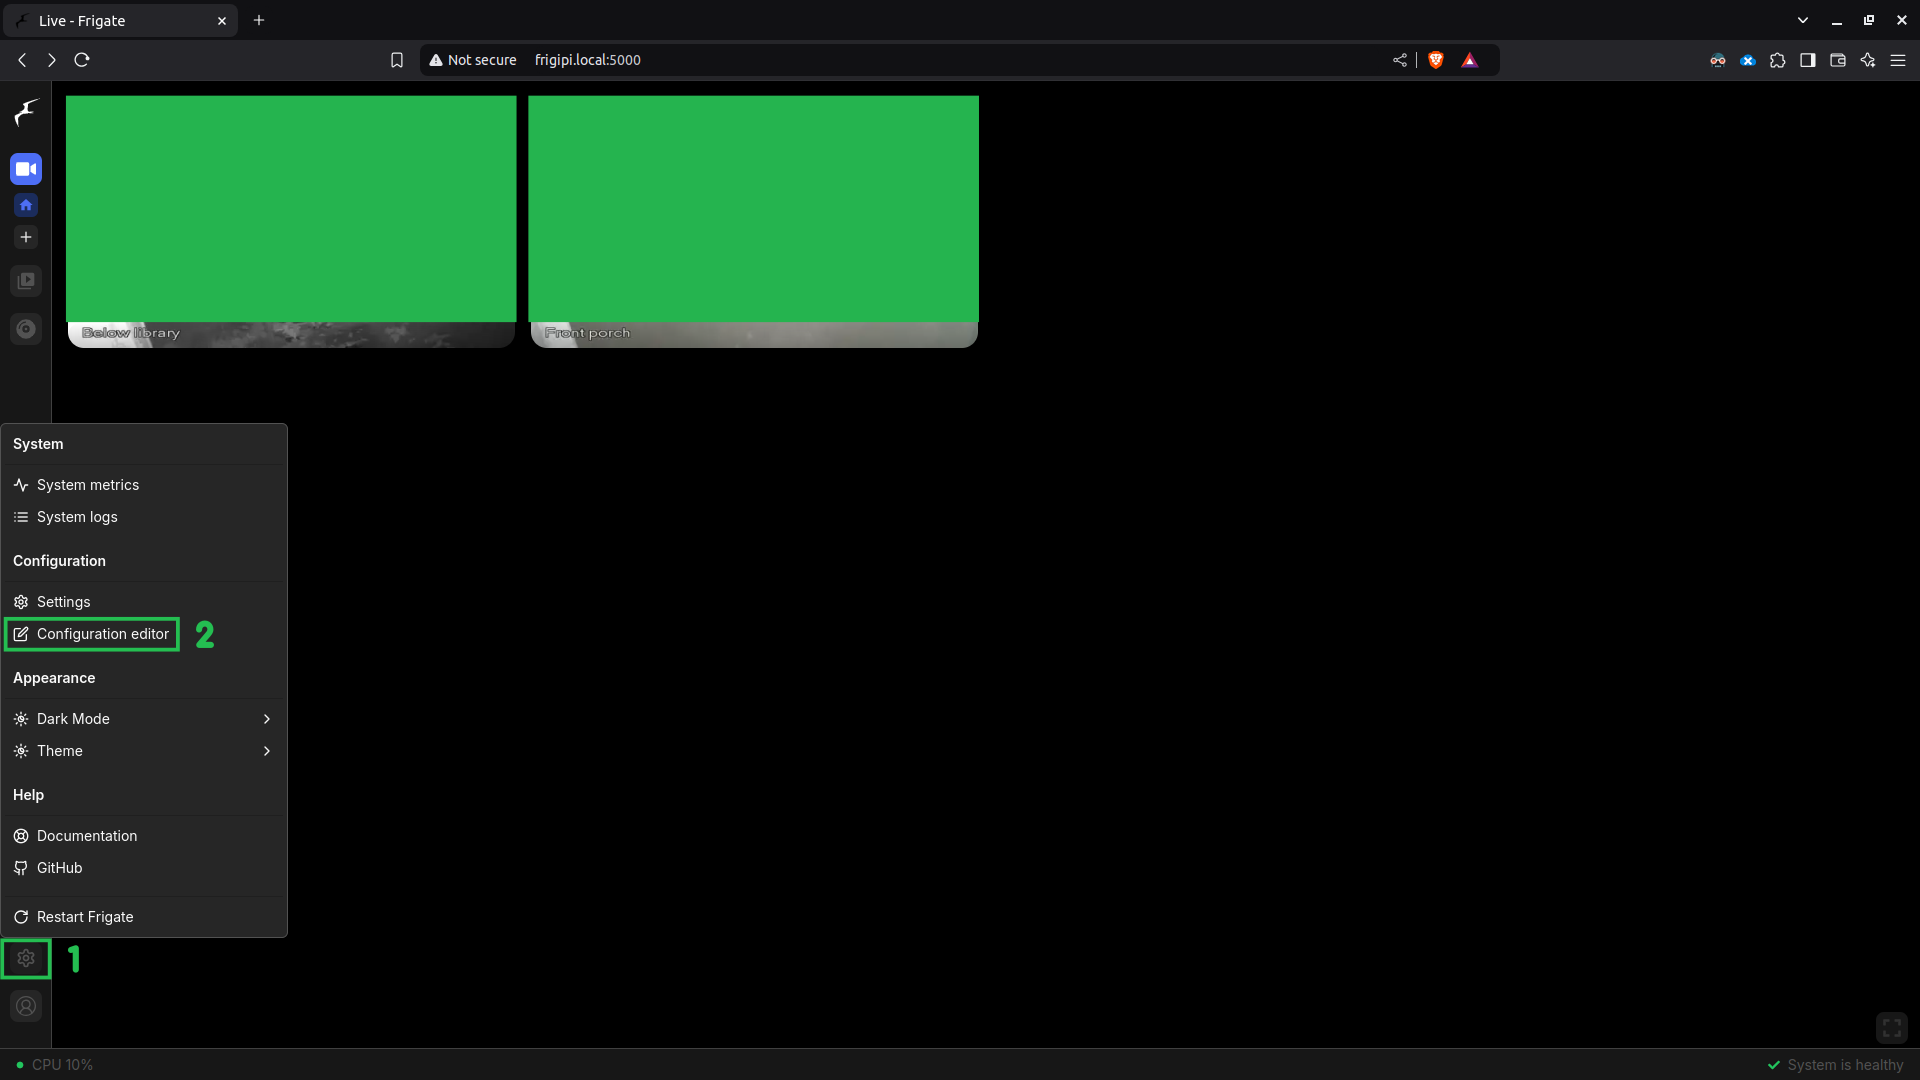 Live - Frigate
Not secure frigipi.local:5000
Below library
Front porch
System
System metrics
System logs
Configuration
Settings
Configuration editor 2
Appearance
Dark Mode
Theme
Help
Documentation
GitHub
Restart Frigate
1
CPU 10%
System is healthy